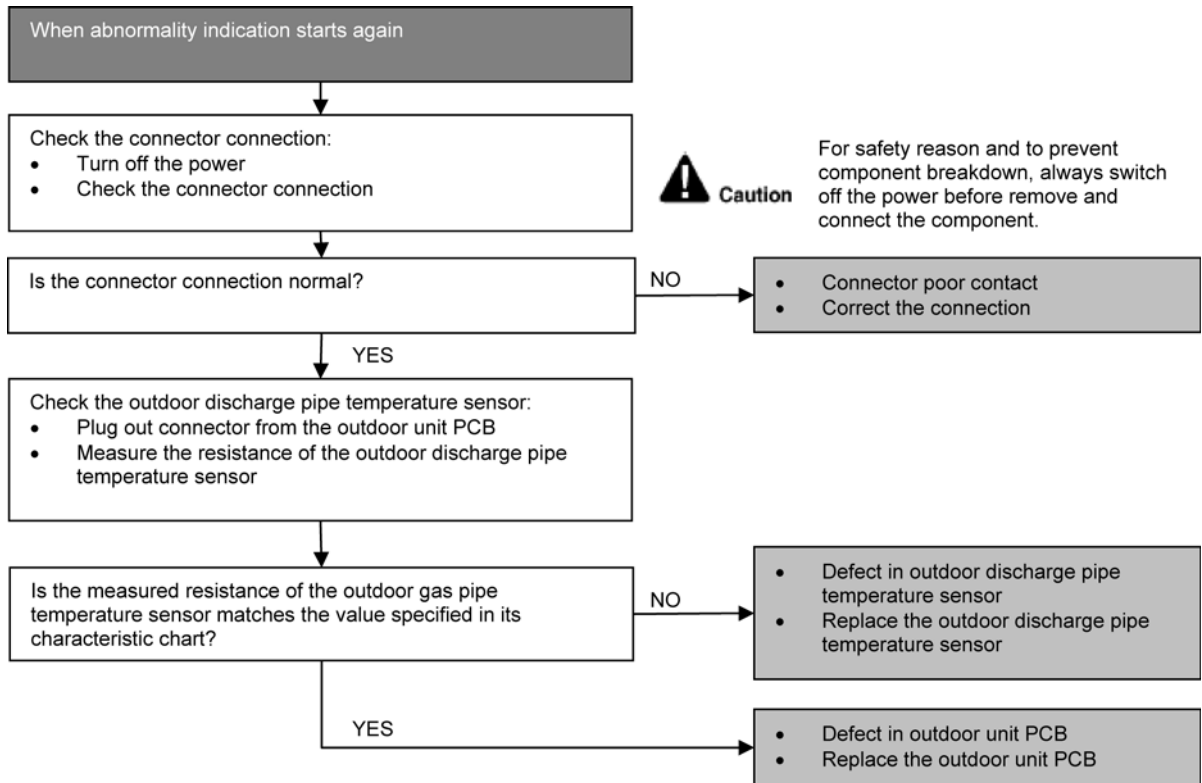 When abnormality indication starts again
Check the connector connection:
• Turn off the power
• Check the connector connection
Caution
For safety reason and to prevent
component breakdown, always switch
off the power before remove and
connect the component.
Is the connector connection normal?
NO
• Connector poor contact
• Correct the connection
YES
Check the outdoor discharge pipe temperature sensor:
• Plug out connector from the outdoor unit PCB
• Measure the resistance of the outdoor discharge pipe
temperature sensor
Is the measured resistance of the outdoor gas pipe
temperature sensor matches the value specified in its
characteristic chart?
NO
• Defect in outdoor discharge pipe
temperature sensor
• Replace the outdoor discharge pipe
temperature sensor
YES
• Defect in outdoor unit PCB
• Replace the outdoor unit PCB